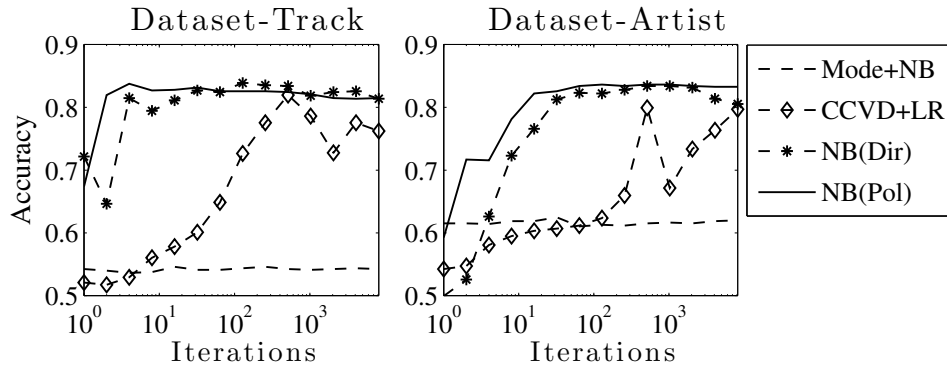 Dataset-Track
Dataset-Artist
Accuracy
0.9
0.8
0.7
0.6
0.5
10^0
10^1
10^2
10^3
Iterations
0.9
0.8
0.7
0.6
0.5
10^0
10^1
10^2
10^3
Iterations
Mode+NB
CCVD+LR
NB(Dir)
NB(Pol)